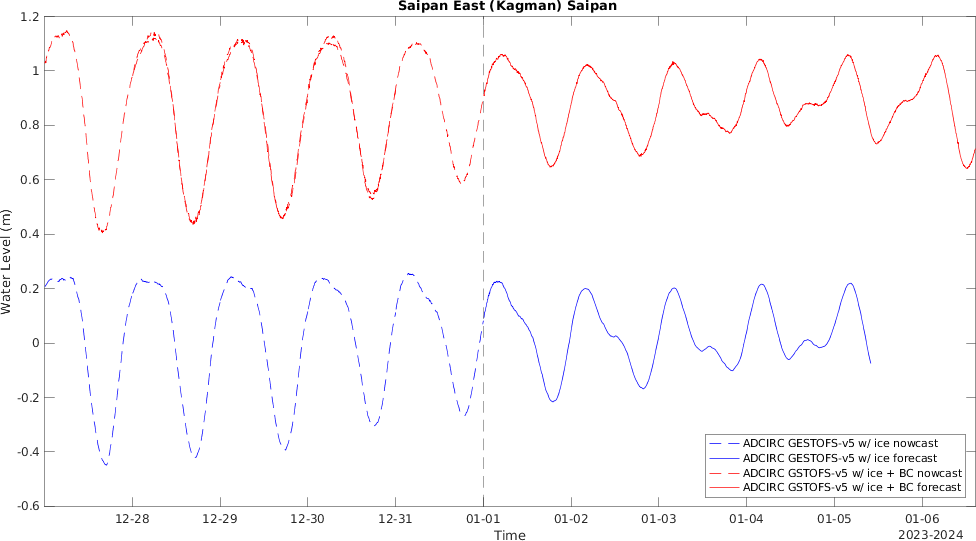 Saipan East (Kagman) Saipan
1.2
1
0.8
0.6
0.4
0.2
0
-0.2
-0.4
-0.6
Water Level (m)
12-28 12-29 12-30 12-31 01-01 01-02 01-03 01-04 01-05 01-06
Time
2023-2024
ADCIRC GESTOFS-v5 w/ ice nowcast
ADCIRC GESTOFS-v5 w/ ice forecast
ADCIRC GSTOFS-v5 w/ ice + BC nowcast
ADCIRC GSTOFS-v5 w/ ice + BC forecast